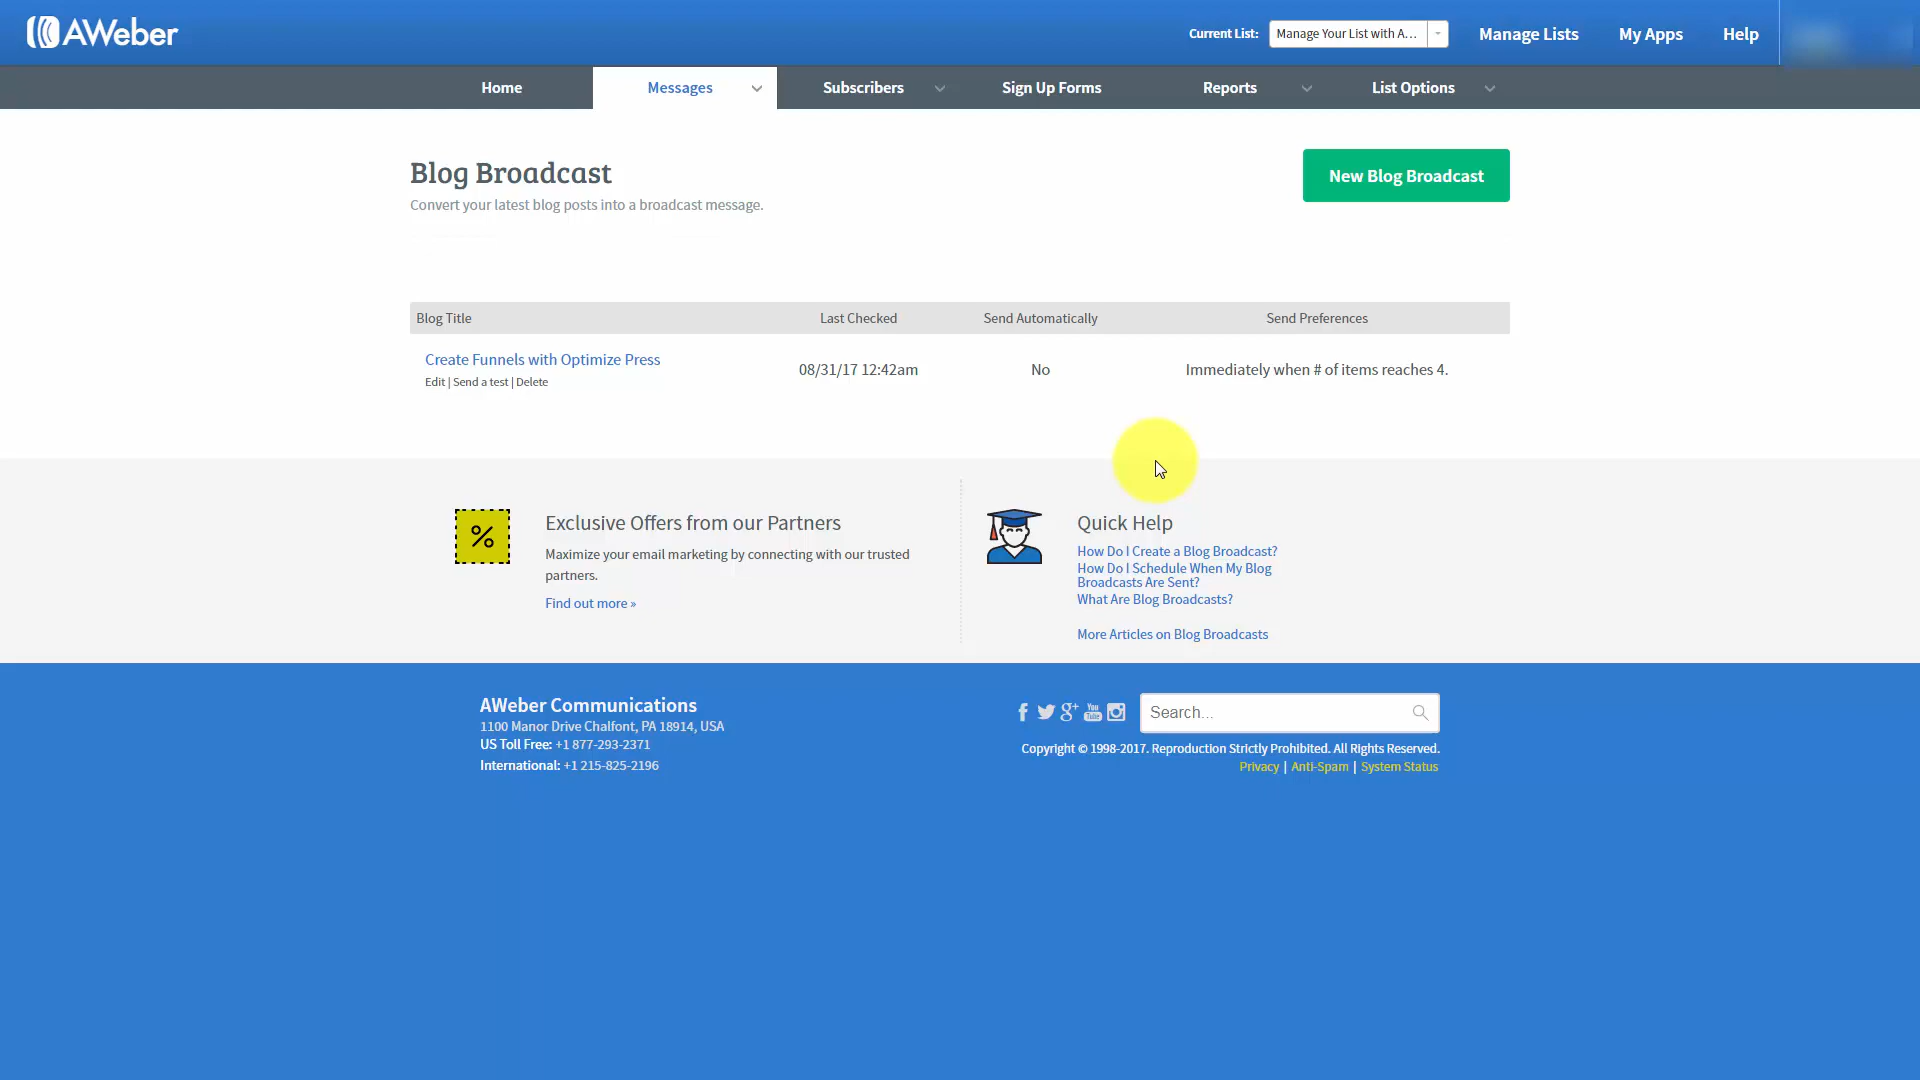 AWeber
Current List: Manage Your List with A... Manage Lists My Apps Help
Home Messages Subscribers Sign Up Forms Reports List Options
Blog Broadcast
New Blog Broadcast
Convert your latest blog posts into a broadcast message.
Blog Title Last Checked Send Automatically Send Preferences
Create Funnels with Optimize Press
Edit | Send a test | Delete
08/31/17 12:42am No Immediately when # of items reaches 4.
%
Exclusive Offers from our Partners
Maximize your email marketing by connecting with our trusted
partners.
Find out more »
Quick Help
How Do I Create a Blog Broadcast?
How Do I Schedule When My Blog
Broadcasts Are Sent?
What Are Blog Broadcasts?
More Articles on Blog Broadcasts
AWeber Communications
1100 Manor Drive Chalfont, PA 18914, USA
US Toll Free: +1 877-293-2371
International: +1 215-825-2196
f g+ You Tube
Search...
Copyright © 1998-2017. Reproduction Strictly Prohibited. All Rights Reserved.
Privacy | Anti-Spam | System Status